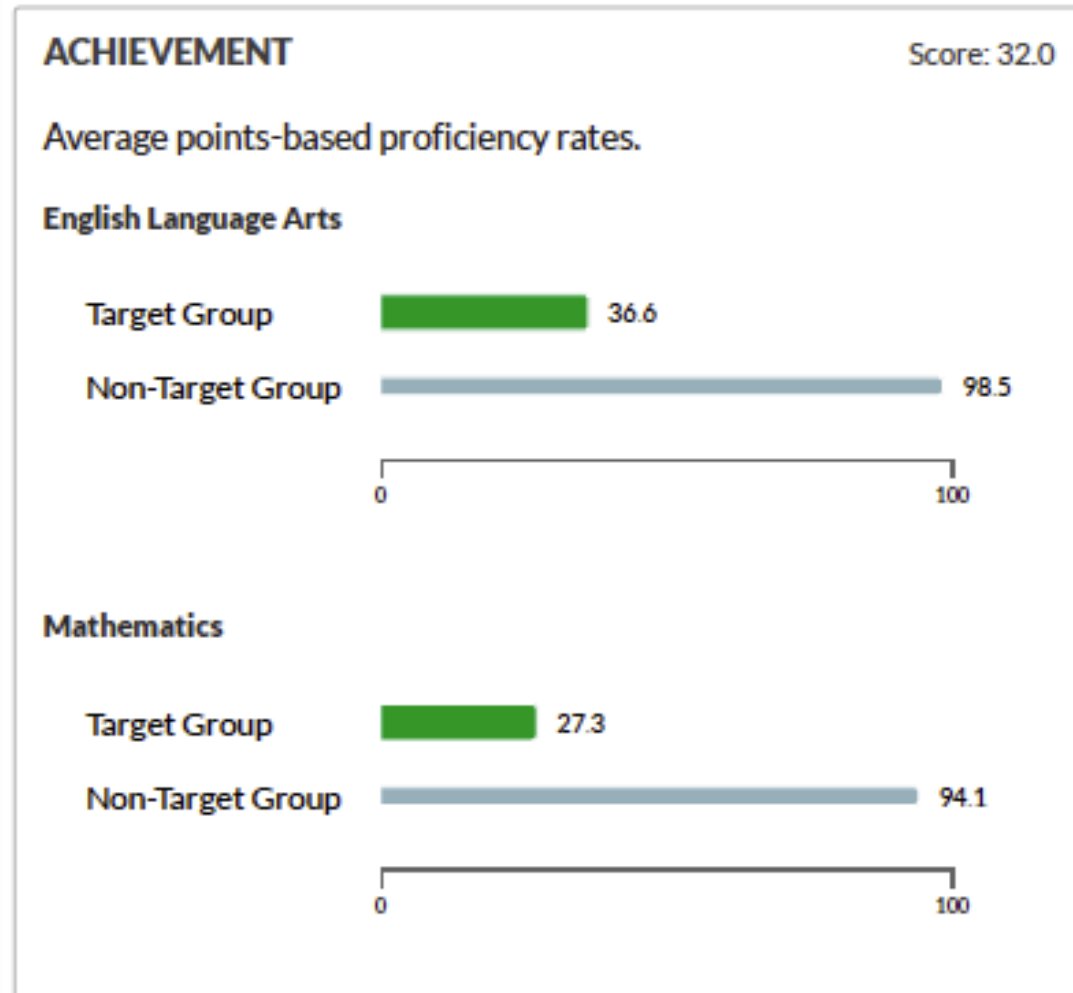 ACHIEVEMENT Score: 32.0
Average points-based proficiency rates.
English Language Arts
Target Group 36.6
Non-Target Group 98.5
0 100
Mathematics
Target Group 27.3
Non-Target Group 94.1
0 100